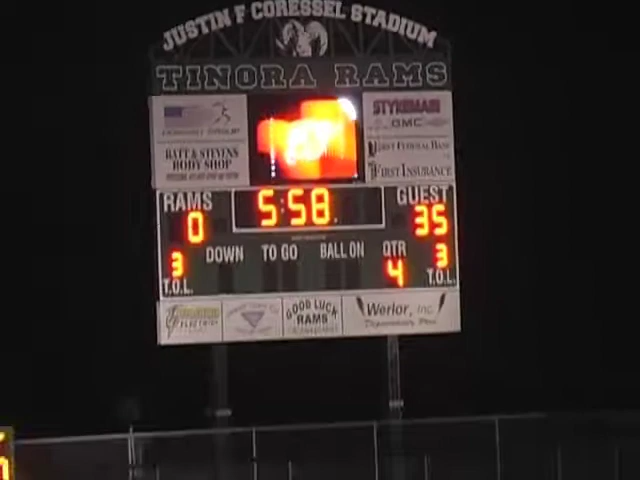 JUSTIN F CORESSEL STADIUM
TINORA RAMS
STYKEMAIN
GMC
BATT & STEVENS
BODY SHOP
FIRST FEDERAL BANK
FIRST INSURANCE
RAMS
5:58
GUEST
0
35
DOWN TO GO BALL ON QTR
3
4
3
T.O.L.
T.O.L.
GOOD LUCK
RAMS
Werlor, Inc.